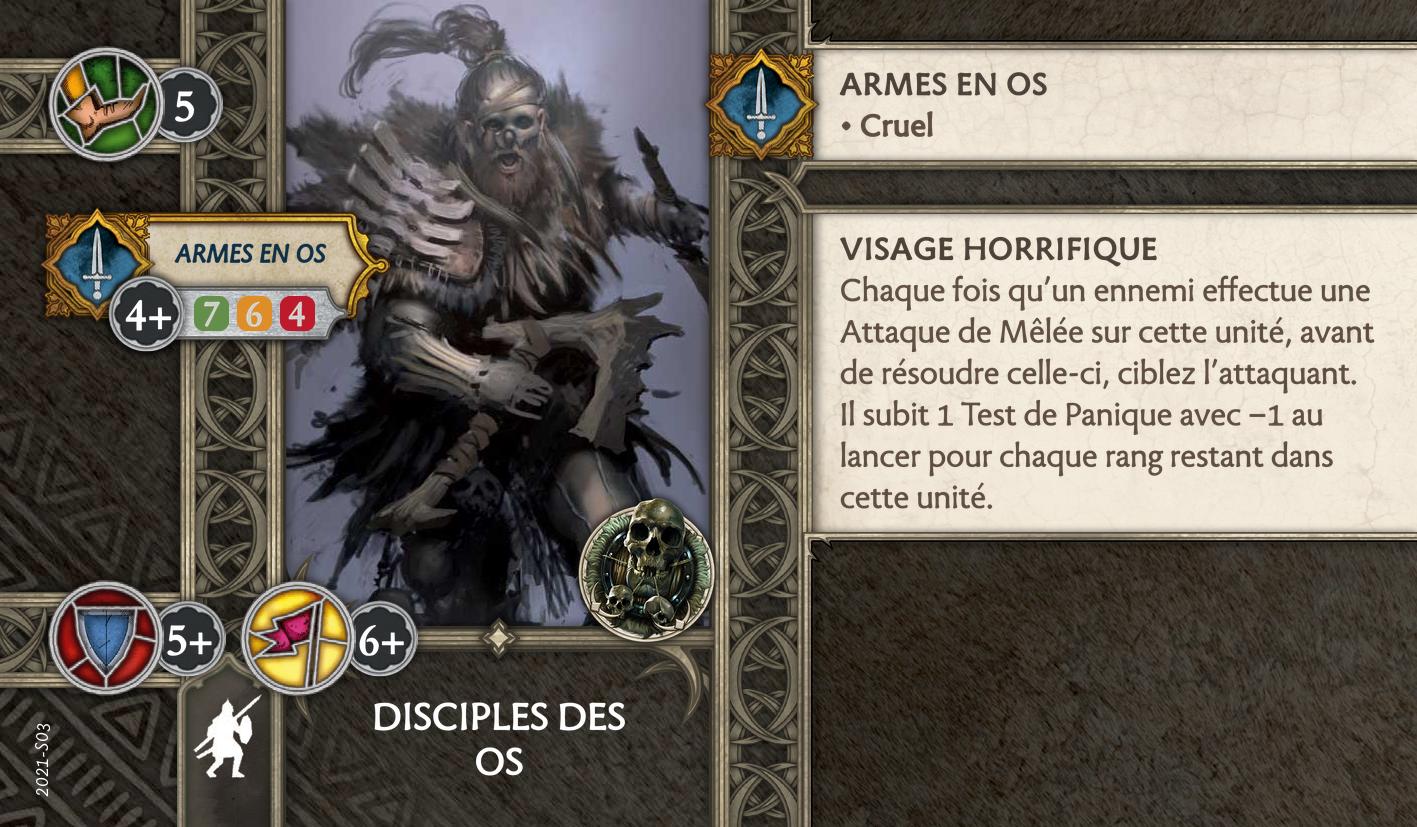 5
ARMES EN OS
4+
7 6 4
5+
6+
DISCIPLES DES
OS
2021-S03
ARMES EN OS
• Cruel
VISAGE HORRIFIQUE
Chaque fois qu’un ennemi effectue une
Attaque de Mêlée sur cette unité, avant
de résoudre celle-ci, ciblez l’attaquant.
Il subit 1 Test de Panique avec –1 au
lancer pour chaque rang restant dans
cette unité.